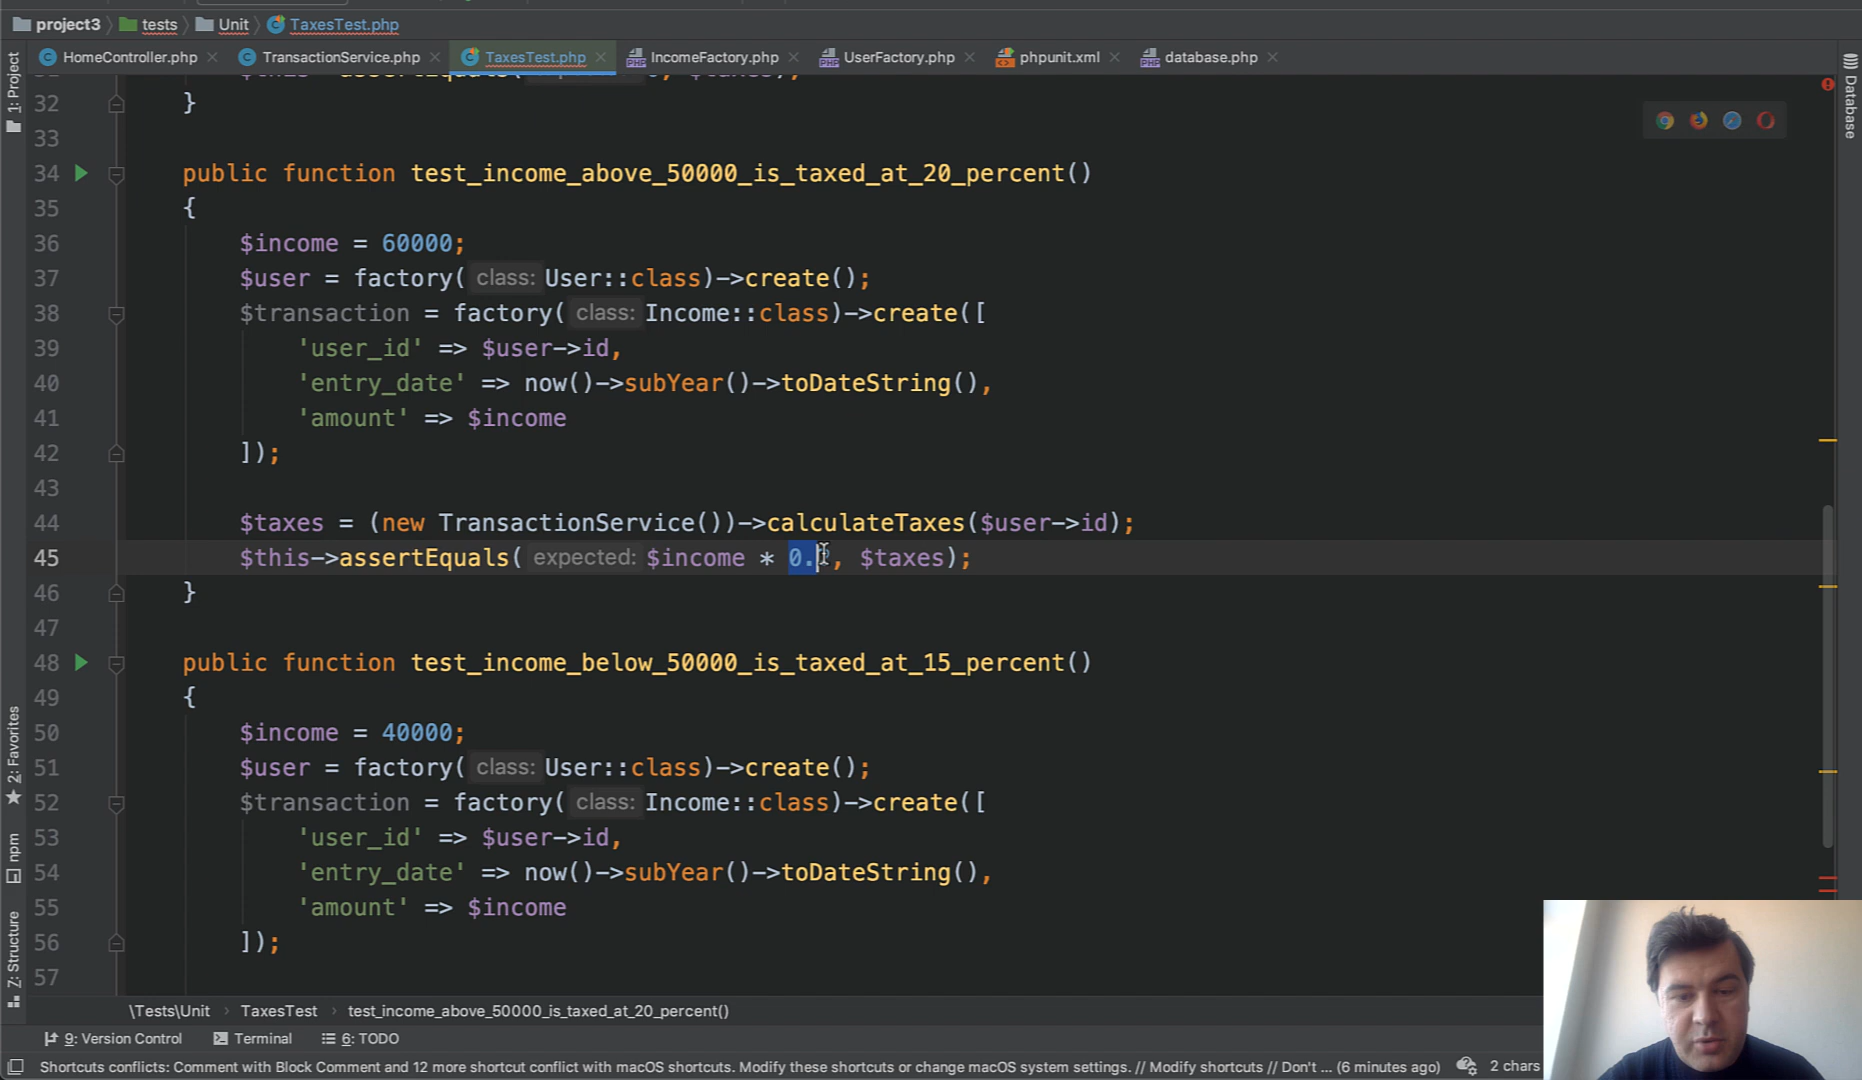 project3 tests Unit TaxesTest.php
HomeController.php TransactionService.php TaxesTest.php IncomeFactory.php UserFactory.php phpunit.xml database.php
32 }
33
34 public function test_income_above_50000_is_taxed_at_20_percent()
35 {
36 $income = 60000;
37 $user = factory( class: User::class)->create();
38 $transaction = factory( class: Income::class)->create([
39 'user_id' => $user->id,
40 'entry_date' => now()->subYear()->toDateString(),
41 'amount' => $income
42 ]);
43
44 $taxes = (new TransactionService())->calculateTaxes($user->id);
45 $this->assertEquals( expected: $income * 0. , $taxes);
46 }
47
48 public function test_income_below_50000_is_taxed_at_15_percent()
49 {
50 $income = 40000;
51 $user = factory( class: User::class)->create();
52 $transaction = factory( class: Income::class)->create([
53 'user_id' => $user->id,
54 'entry_date' => now()->subYear()->toDateString(),
55 'amount' => $income
56 ]);
57
\Tests\Unit TaxesTest test_income_above_50000_is_taxed_at_20_percent()
9: Version Control Terminal 6: TODO
Shortcuts conflicts: Comment with Block Comment and 12 more shortcut conflict with macOS shortcuts. Modify these shortcuts or change macOS system settings. // Modify shortcuts // Don't ... (6 minutes ago) 2 chars
1: Project
2: Favorites
npm
Z: Structure
Database